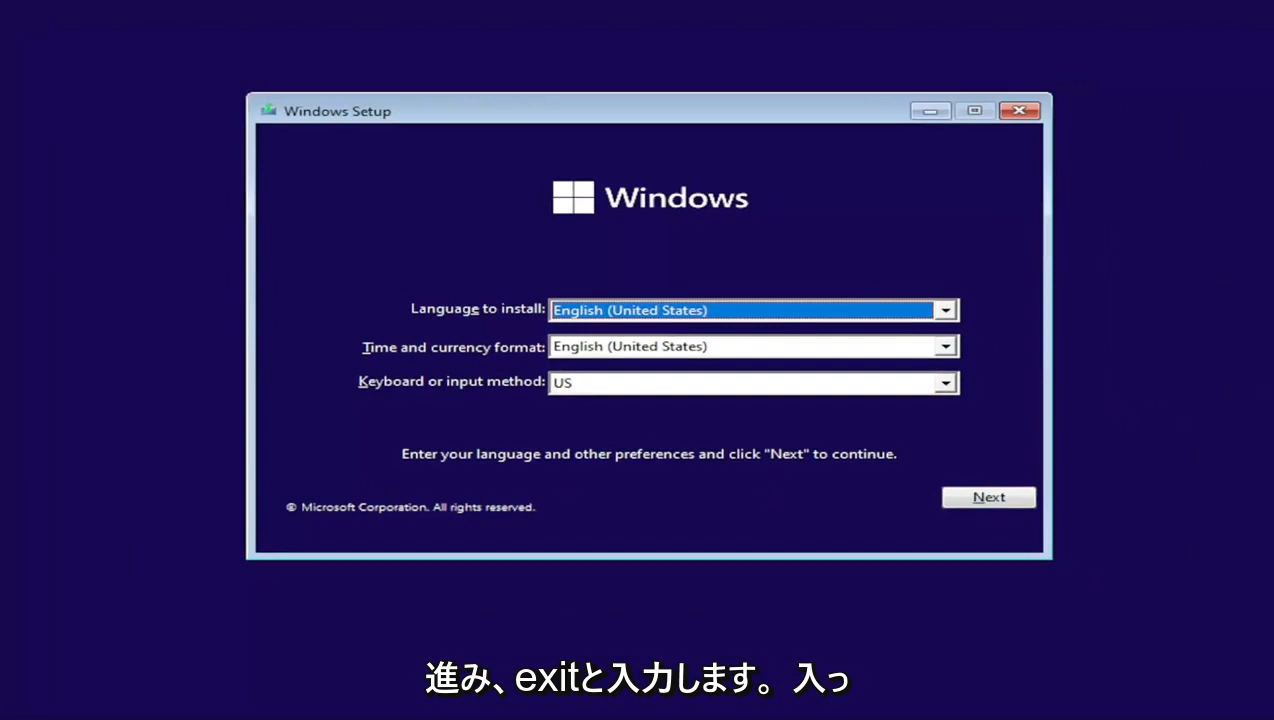 Windows Setup
Windows
Language to install: English (United States)
Time and currency format: English (United States)
Keyboard or input method: US
Enter your language and other preferences and click "Next" to continue.
Next
© Microsoft Corporation. All rights reserved.
進み、exitと入力します。入っ